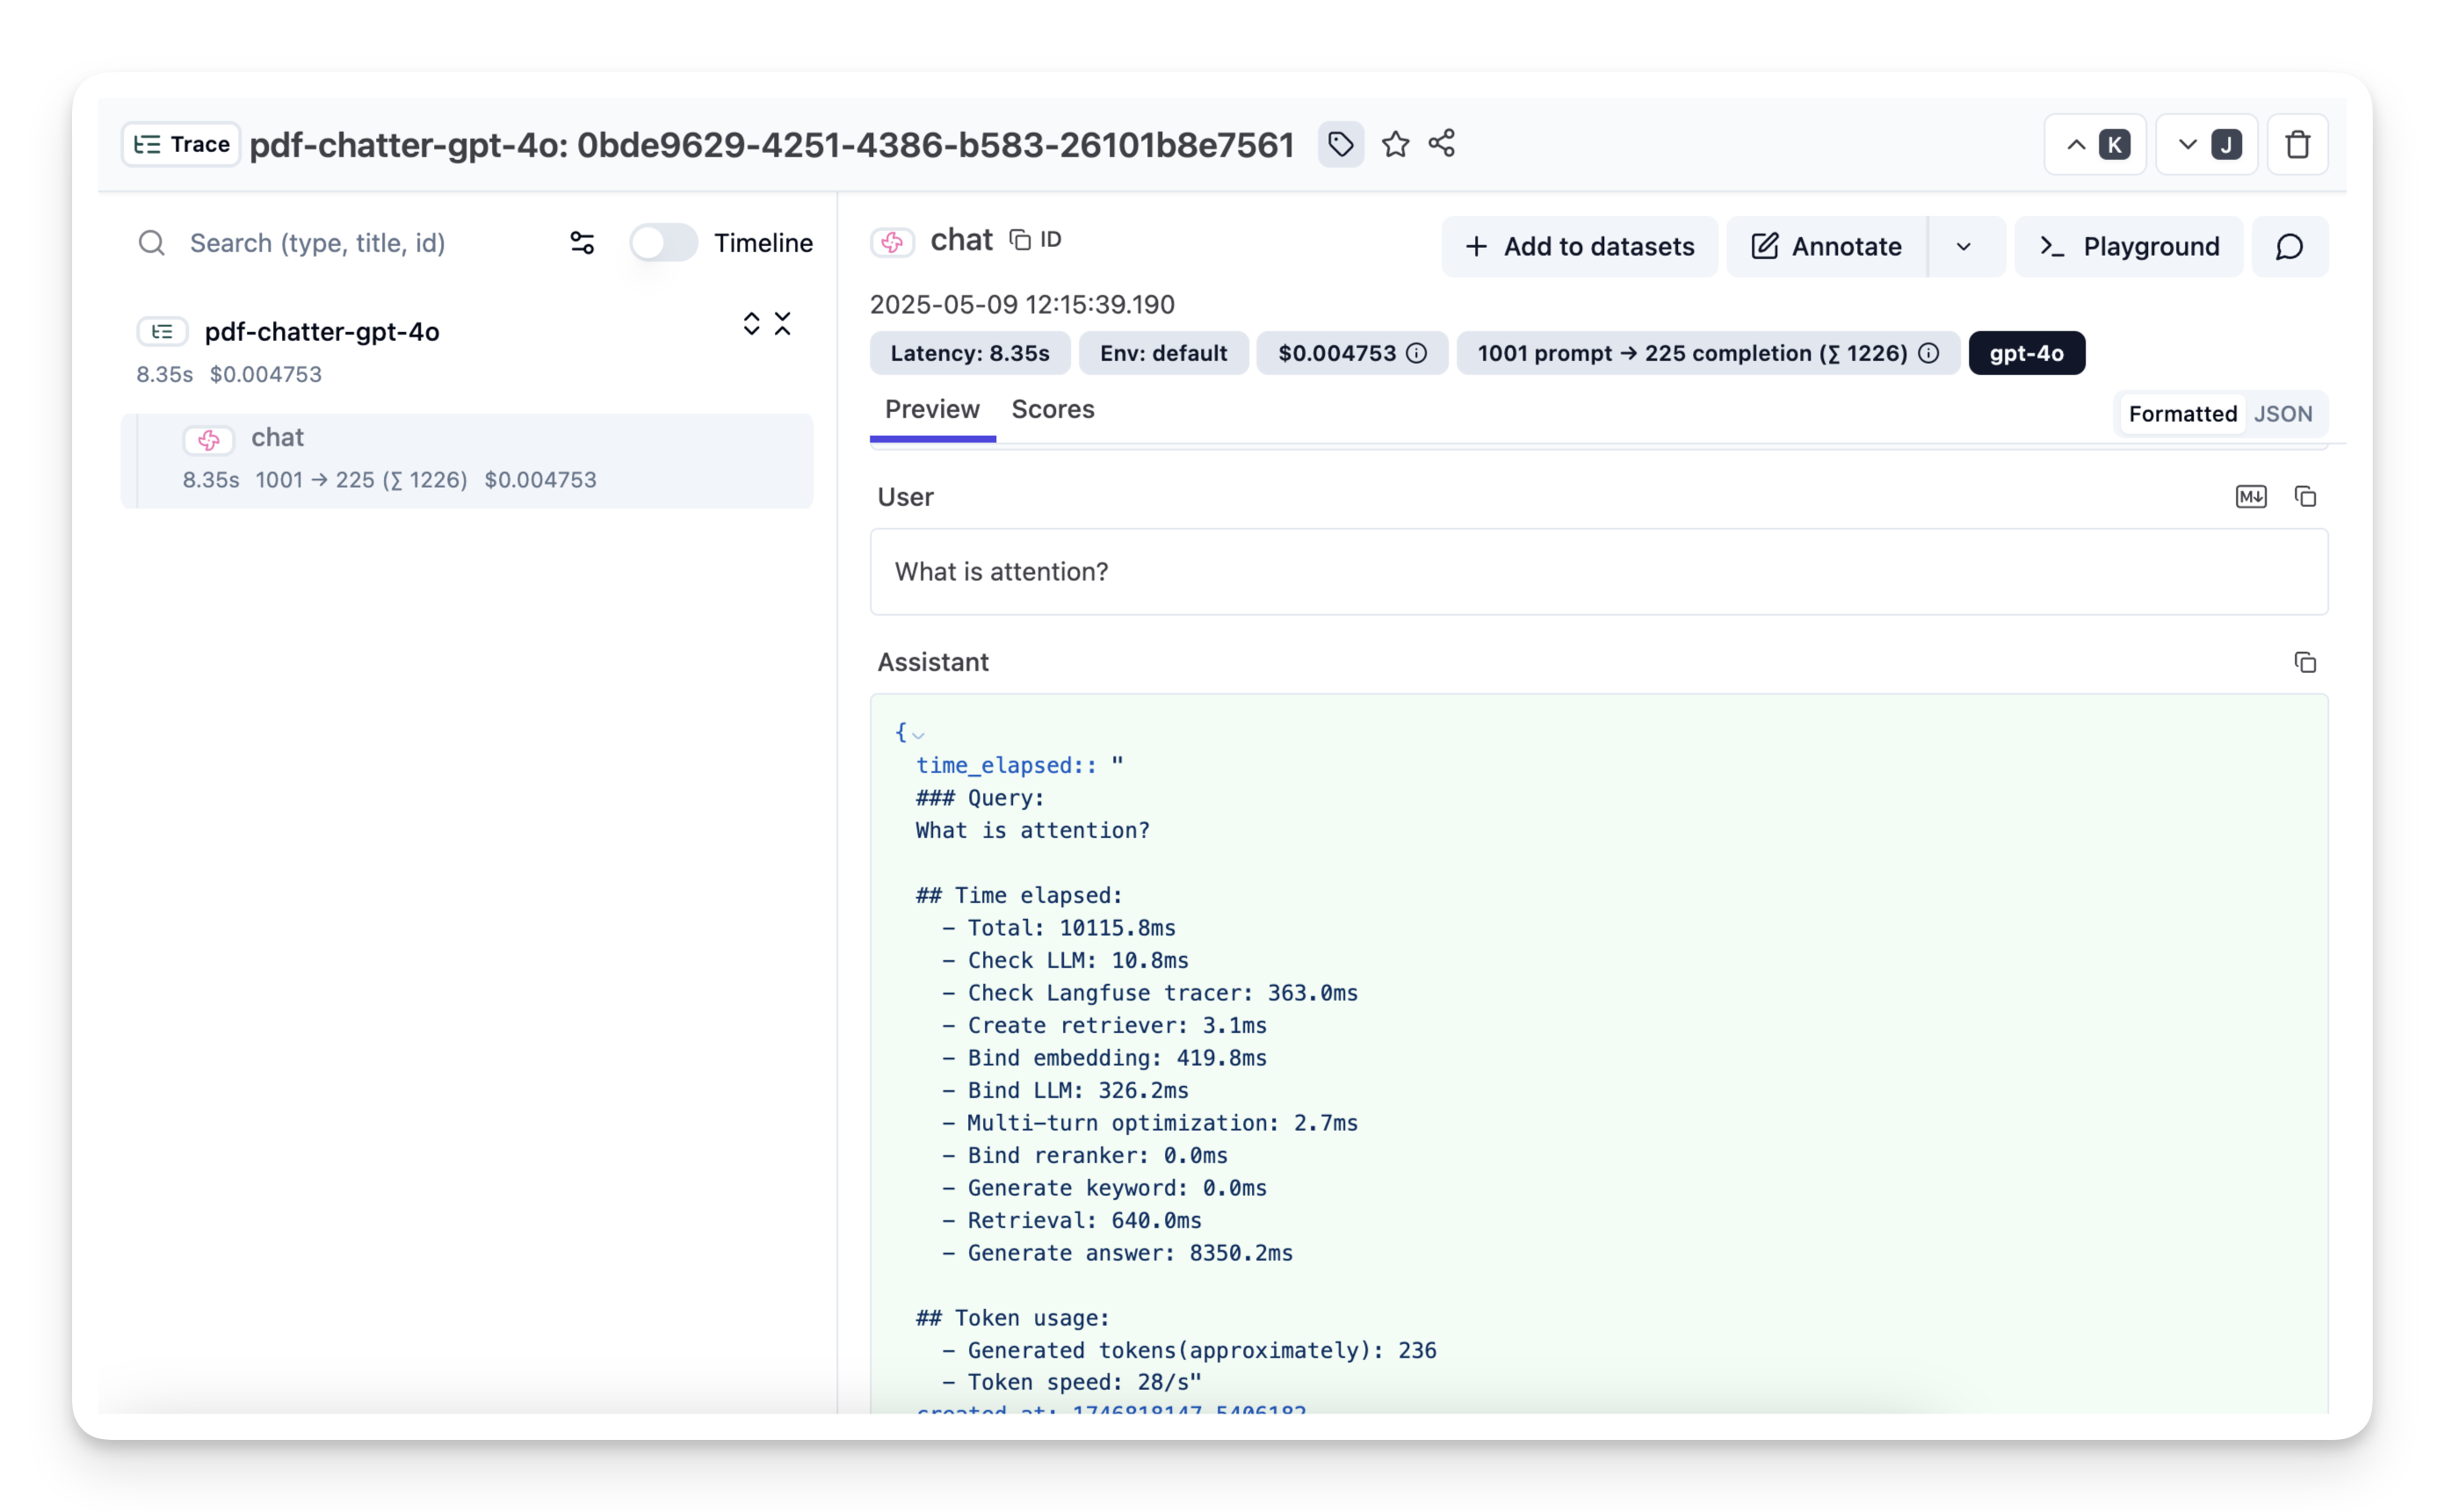 Trace pdf-chatter-gpt-4o: 0bde9629-4251-4386-b583-26101b8e7561 K J
Search (type, title, id) Timeline
pdf-chatter-gpt-4o
8.35s $0.004753
chat
8.35s 1001 → 225 (∑ 1226) $0.004753
chat ID
+ Add to datasets Annotate Playground
2025-05-09 12:15:39.190
Latency: 8.35s Env: default $0.004753 1001 prompt → 225 completion (∑ 1226) gpt-4o
Preview Scores Formatted JSON
User M↓
What is attention?
Assistant
{
time_elapsed:: "
### Query:
What is attention?
## Time elapsed:
– Total: 10115.8ms
– Check LLM: 10.8ms
– Check Langfuse tracer: 363.0ms
– Create retriever: 3.1ms
– Bind embedding: 419.8ms
– Bind LLM: 326.2ms
– Multi–turn optimization: 2.7ms
– Bind reranker: 0.0ms
– Generate keyword: 0.0ms
– Retrieval: 640.0ms
– Generate answer: 8350.2ms
## Token usage:
– Generated tokens(approximately): 236
– Token speed: 28/s"
created_at: 1746818147.5406182